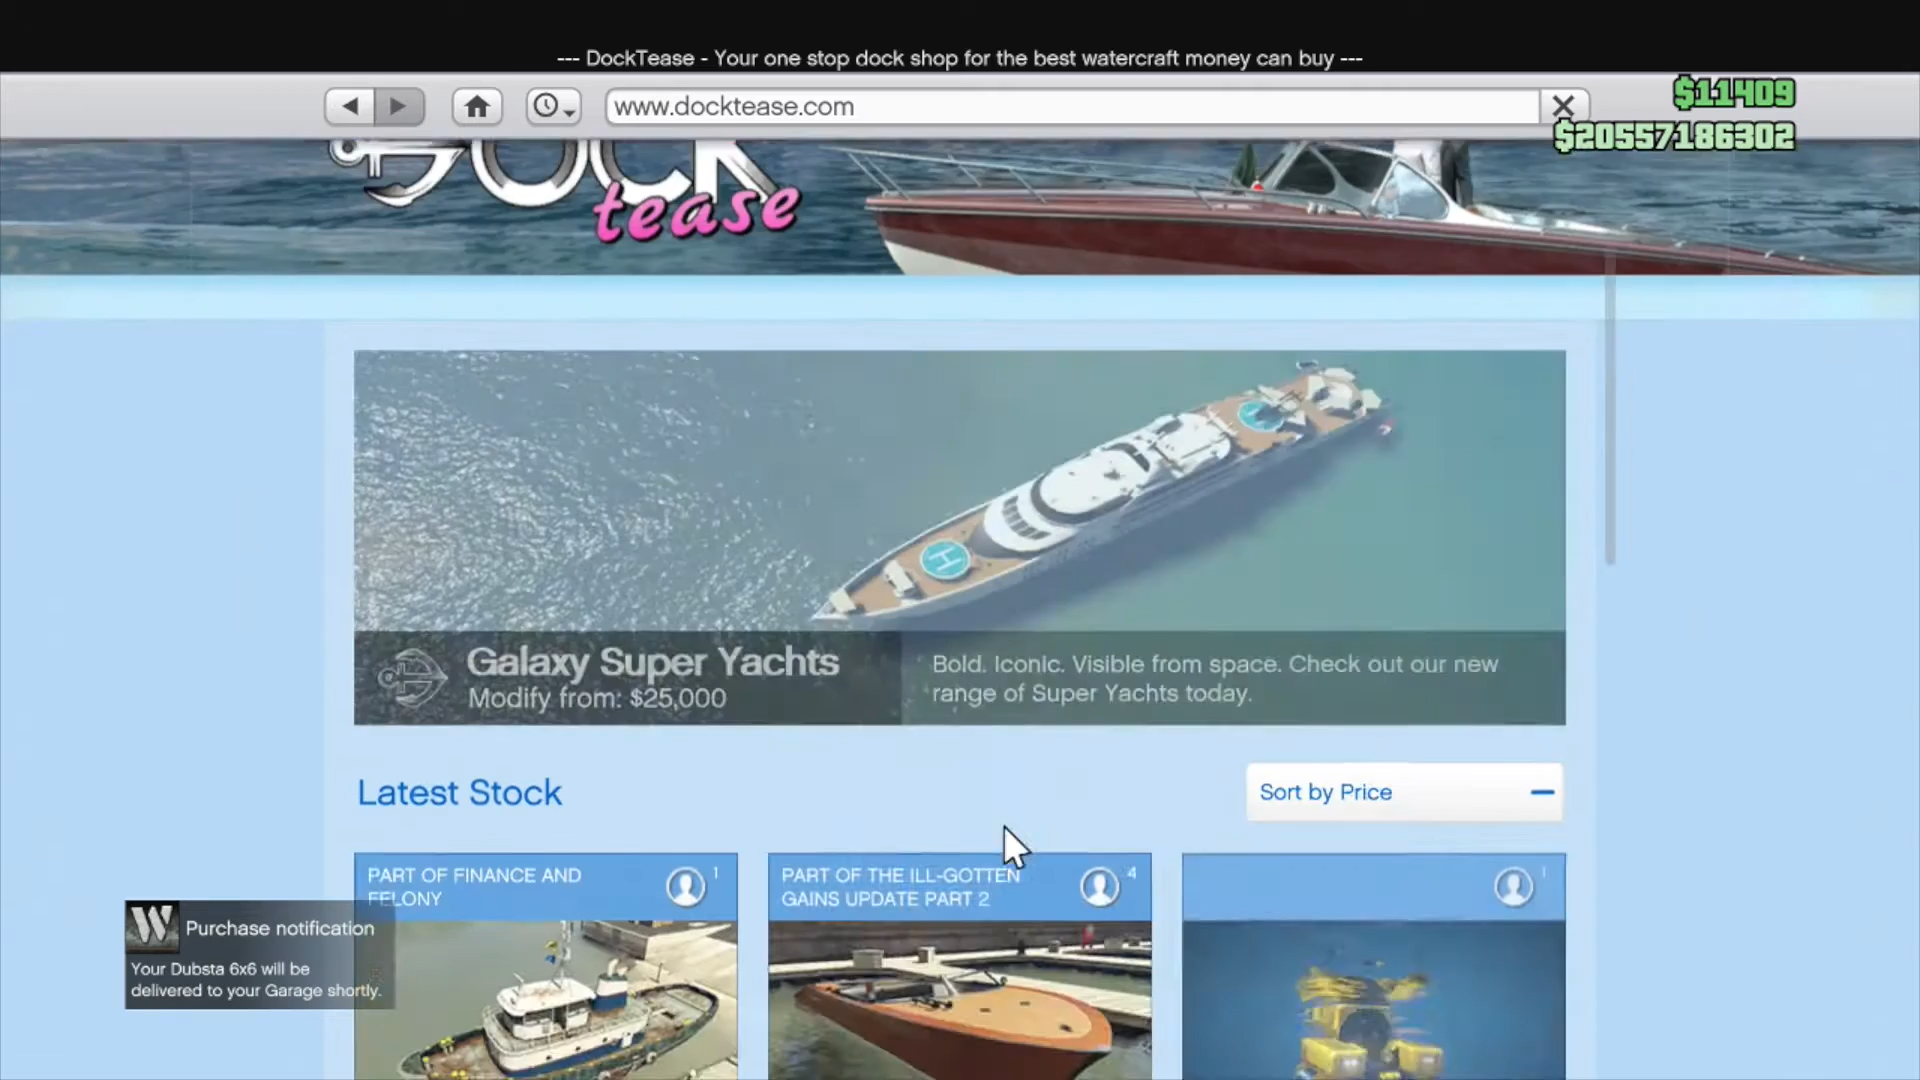 --- DockTease - Your one stop dock shop for the best watercraft money can buy ---
www.docktease.com
$11409
$20557186302
DOCK
tease
H
H
Galaxy Super Yachts
Modify from: $25,000
Bold. Iconic. Visible from space. Check out our new
range of Super Yachts today.
Latest Stock
Sort by Price
PART OF FINANCE AND
FELONY
1
PART OF THE ILL-GOTTEN
GAINS UPDATE PART 2
4
1
W
Purchase notification
Your Dubsta 6x6 will be
delivered to your Garage shortly.